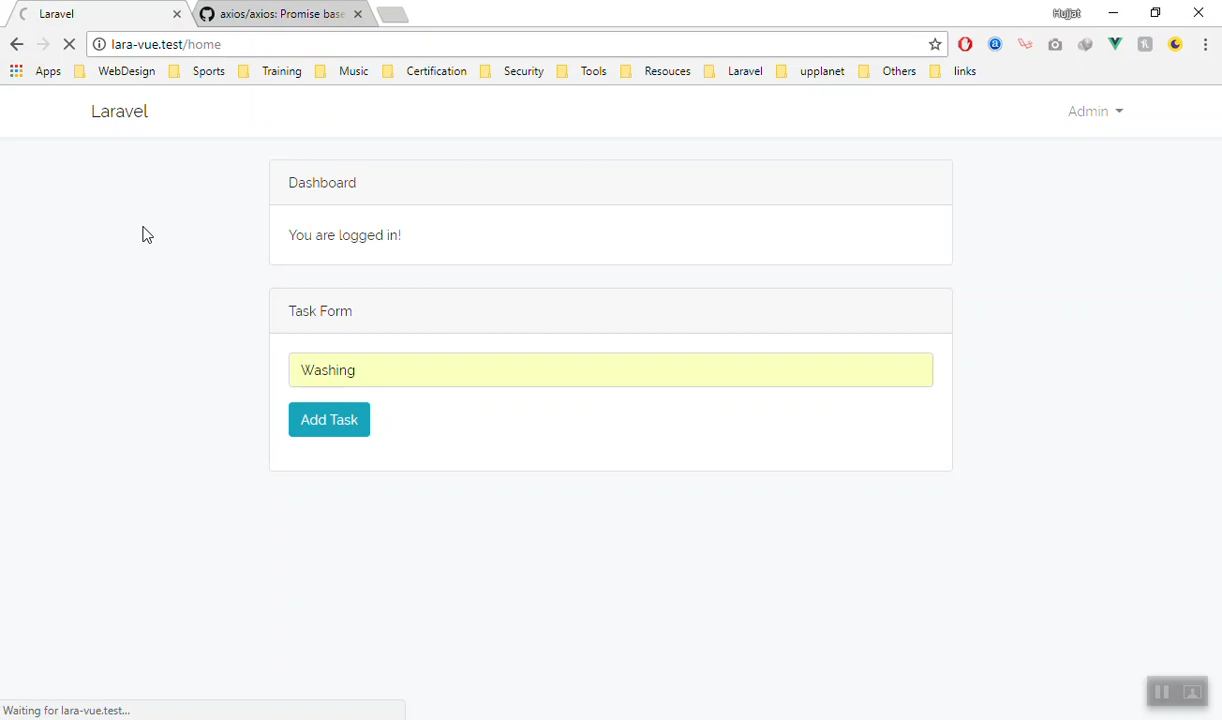 Laravel
axios/axios: Promise base
Hujjat
lara-vue.test/home
Apps WebDesign Sports Training Music Certification Security Tools Resouces Laravel upplanet Others links
Laravel
Admin
Dashboard
You are logged in!
Task Form
Washing
Add Task
Waiting for lara-vue.test...